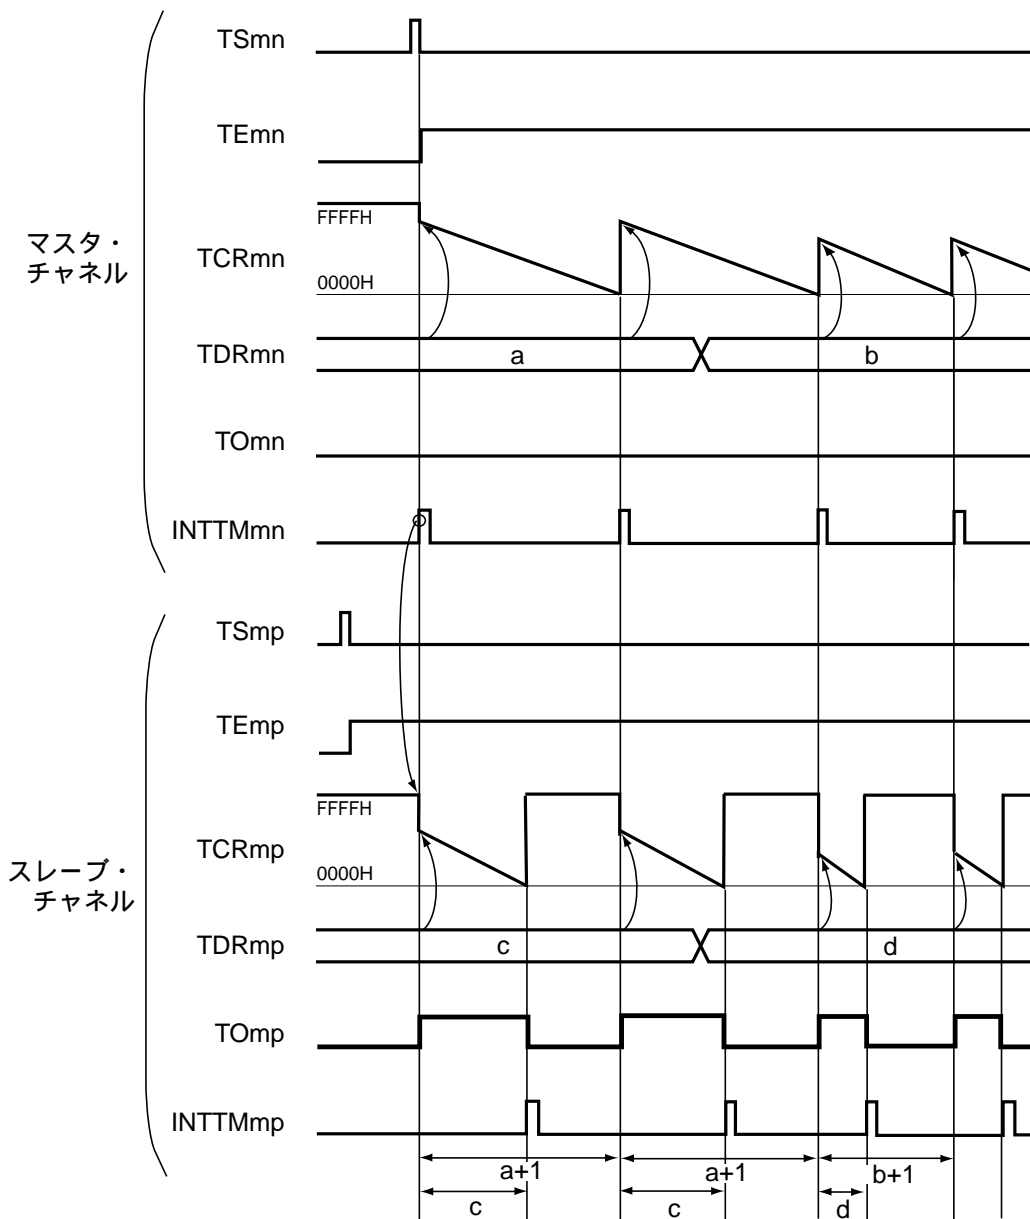 TSmn
TEmn
FFFFH
マスタ・
チャネル
TCRmn
0000H
TDRmn
a
b
TOmn
INTTMmn
TSmp
TEmp
FFFFH
スレーブ・
チャネル
TCRmp
0000H
TDRmp
c
d
TOmp
INTTMmp
a+1
a+1
b+1
c
c
d